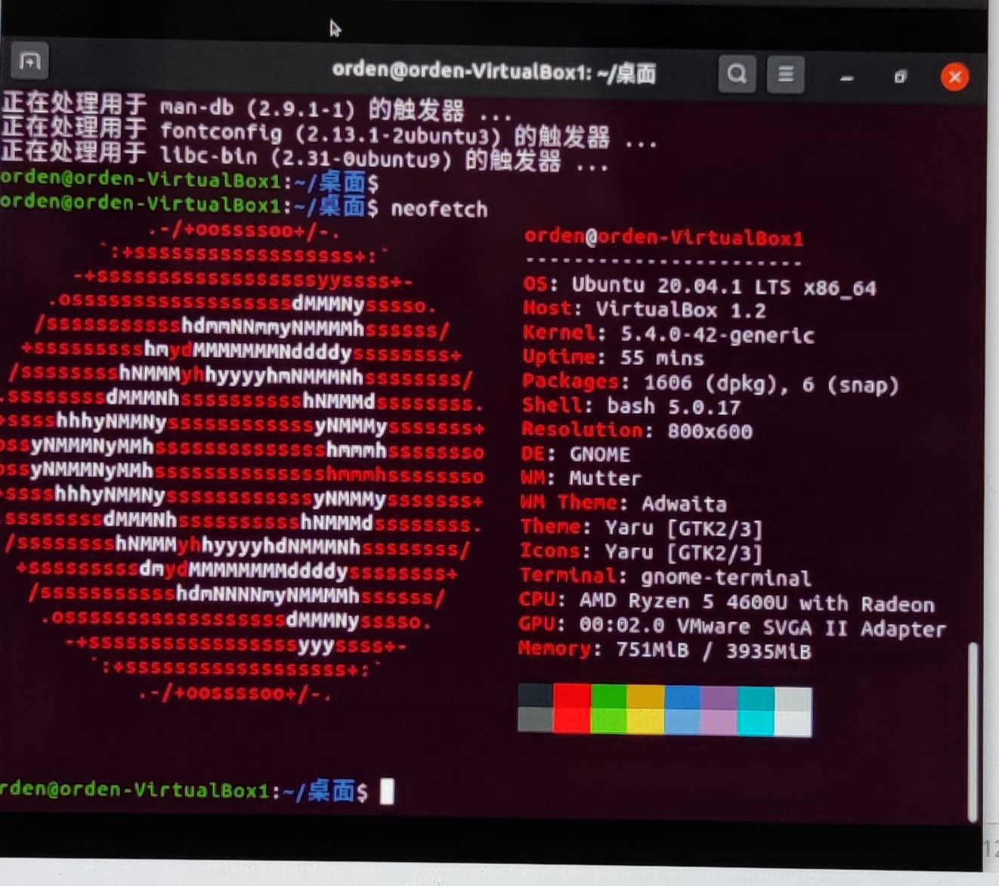 orden@orden-VirtualBox1: ~/桌面
正在处理用于 man-db (2.9.1-1) 的触发器 ...
正在处理用于 fontconfig (2.13.1-2ubuntu3) 的触发器 ...
正在处理用于 libc-bin (2.31-0ubuntu9) 的触发器 ...
orden@orden-VirtualBox1:~/桌面$
orden@orden-VirtualBox1:~/桌面$ neofetch
.-/+oossssoo+/-.
`:+ssssssssssssssssss+:`
-+ssssssssssssssssssyyssss+-
.ossssssssssssssssssdMMMNysssso.
/ssssssssssshdmmNNmmyNMMMMhssssss/
+ssssssssshmydMMMMMMMNddddyssssssss+
/sssssssshNMMMyhhyyyyhmNMMMNhssssssss/
.ssssssssdMMMNhsssssssssshNMMMdssssssss.
+sssshhhyNMMNyssssssssssssyNMMMysssssss+
ossyNMMMNyMMhsssssssssssssshmmmhssssssso
ossyNMMMNyMMhsssssssssssssshmmmhssssssso
+sssshhhyNMMNyssssssssssssyNMMMysssssss+
.ssssssssdMMMNhsssssssssshNMMMdssssssss.
/sssssssshNMMMyhhyyyyhdNMMMNhssssssss/
+sssssssssdmydMMMMMMMMddddyssssssss+
/ssssssssssshdmNNNNmyNMMMMhssssss/
.ossssssssssssssssssdMMMNysssso.
-+sssssssssssssssssyyyssss+-
`:+ssssssssssssssssss+:`
.-/+oossssoo+/-.
orden@orden-VirtualBox1
-----------------------
OS: Ubuntu 20.04.1 LTS x86_64
Host: VirtualBox 1.2
Kernel: 5.4.0-42-generic
Uptime: 55 mins
Packages: 1606 (dpkg), 6 (snap)
Shell: bash 5.0.17
Resolution: 800x600
DE: GNOME
WM: Mutter
WM Theme: Adwaita
Theme: Yaru [GTK2/3]
Icons: Yaru [GTK2/3]
Terminal: gnome-terminal
CPU: AMD Ryzen 5 4600U with Radeon
GPU: 00:02.0 VMware SVGA II Adapter
Memory: 751MiB / 3935MiB
orden@orden-VirtualBox1:~/桌面$